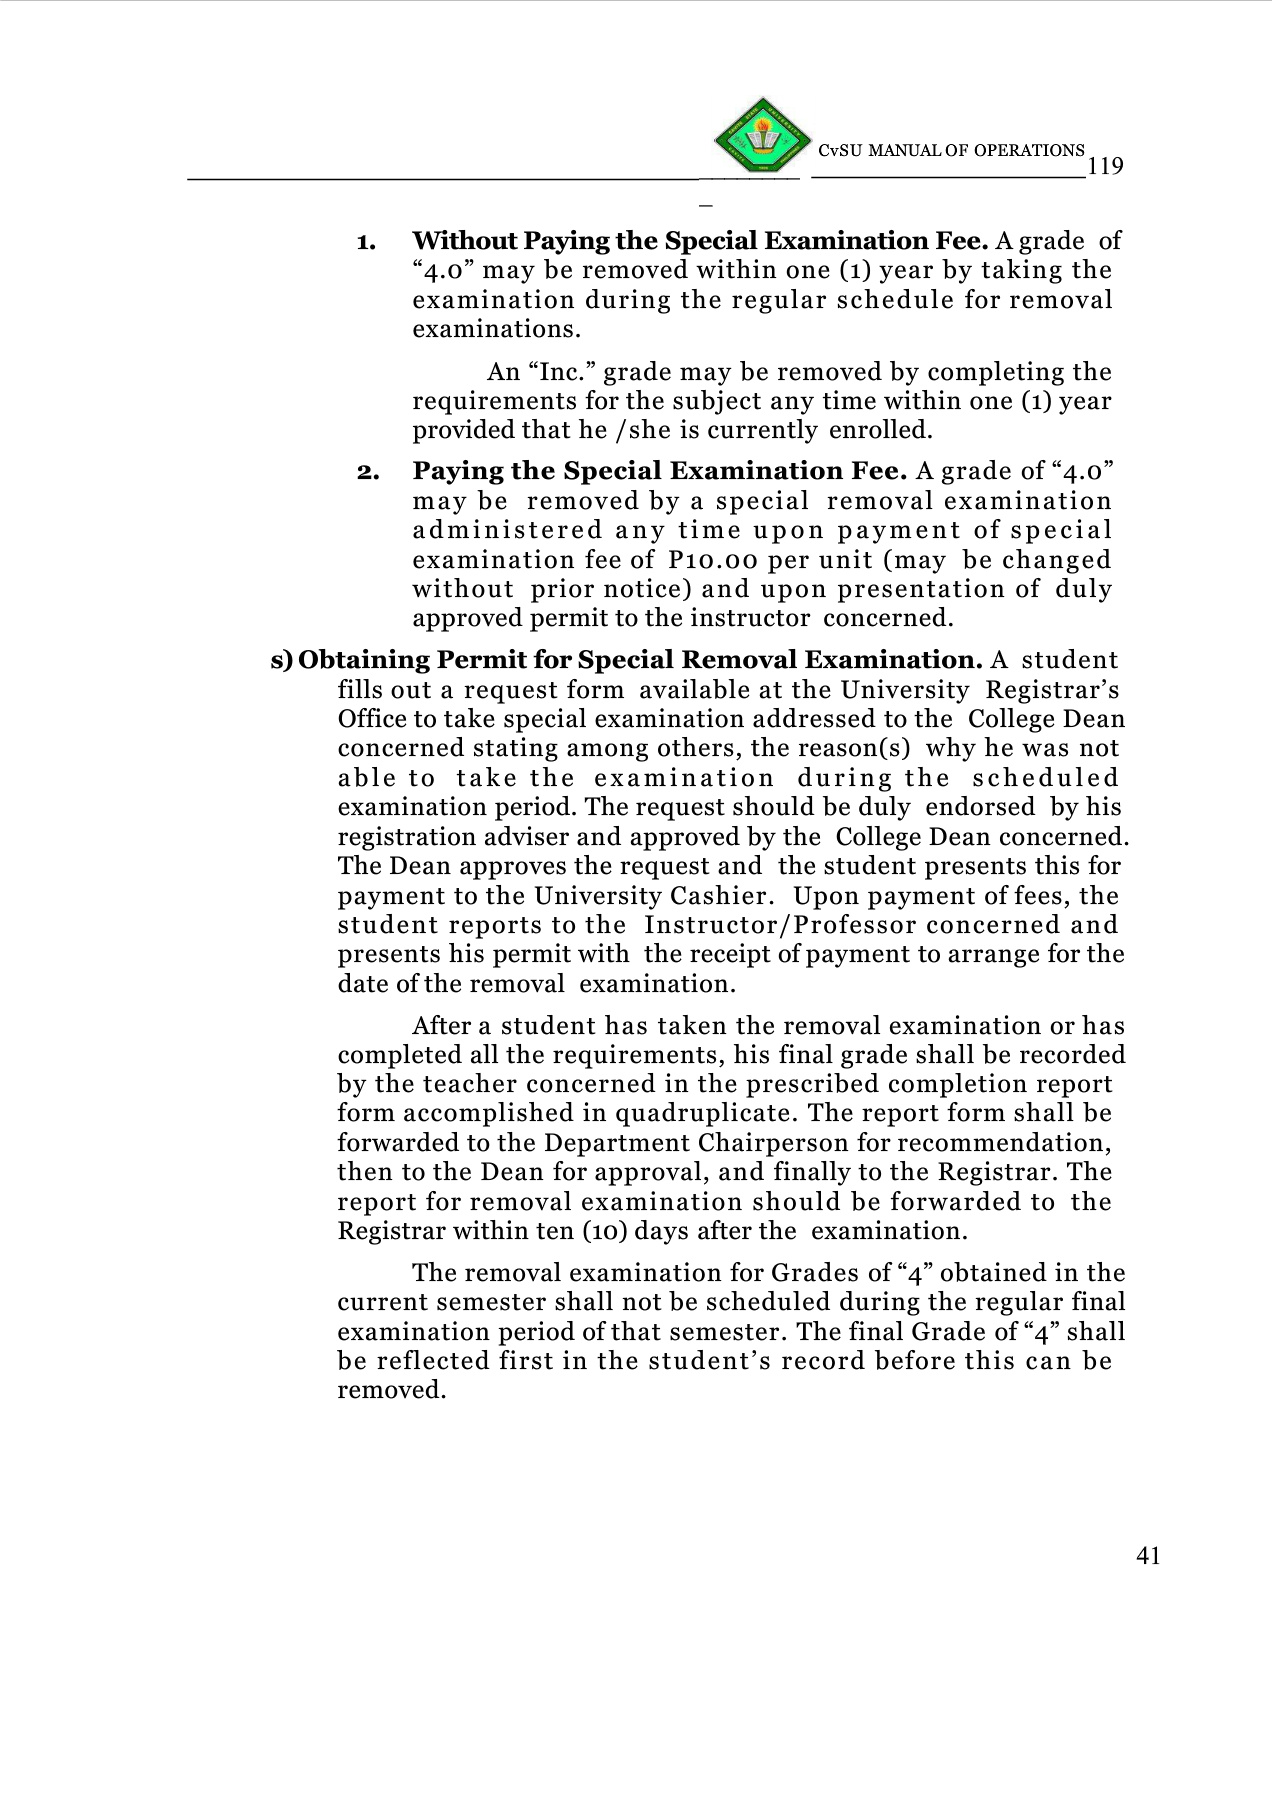 CvSU MANUAL OF OPERATIONS
119
1. Without Paying the Special Examination Fee. A grade of
“4.0” may be removed within one (1) year by taking the
examination during the regular schedule for removal
examinations.
An “Inc.” grade may be removed by completing the
requirements for the subject any time within one (1) year
provided that he /she is currently enrolled.
2. Paying the Special Examination Fee. A grade of “4.0”
may be removed by a special removal examination
administered any time upon payment of special
examination fee of P10.00 per unit (may be changed
without prior notice) and upon presentation of duly
approved permit to the instructor concerned.
s) Obtaining Permit for Special Removal Examination. A student
fills out a request form available at the University Registrar’s
Office to take special examination addressed to the College Dean
concerned stating among others, the reason(s) why he was not
able to take the examination during the scheduled
examination period. The request should be duly endorsed by his
registration adviser and approved by the College Dean concerned.
The Dean approves the request and the student presents this for
payment to the University Cashier. Upon payment of fees, the
student reports to the Instructor/Professor concerned and
presents his permit with the receipt of payment to arrange for the
date of the removal examination.
After a student has taken the removal examination or has
completed all the requirements, his final grade shall be recorded
by the teacher concerned in the prescribed completion report
form accomplished in quadruplicate. The report form shall be
forwarded to the Department Chairperson for recommendation,
then to the Dean for approval, and finally to the Registrar. The
report for removal examination should be forwarded to the
Registrar within ten (10) days after the examination.
The removal examination for Grades of “4” obtained in the
current semester shall not be scheduled during the regular final
examination period of that semester. The final Grade of “4” shall
be reflected first in the student’s record before this can be
removed.
41